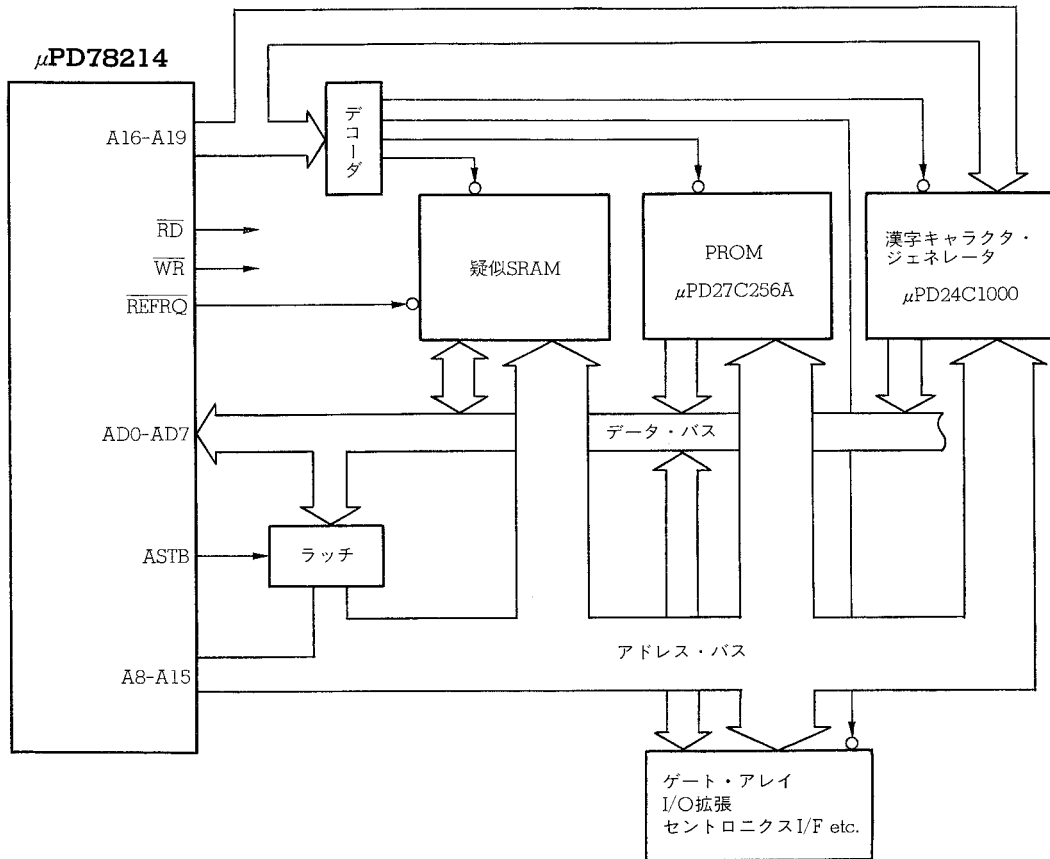 μPD78214
A16-A19
デコーダ
R̅D̅
W̅R̅
R̅E̅F̅R̅Q̅
疑似SRAM
PROM
μPD27C256A
漢字キャラクタ・
ジェネレータ
μPD24C1000
AD0-AD7
データ・バス
ASTB
ラッチ
アドレス・バス
A8-A15
ゲート・アレイ
I/O拡張
セントロニクスI/F etc.